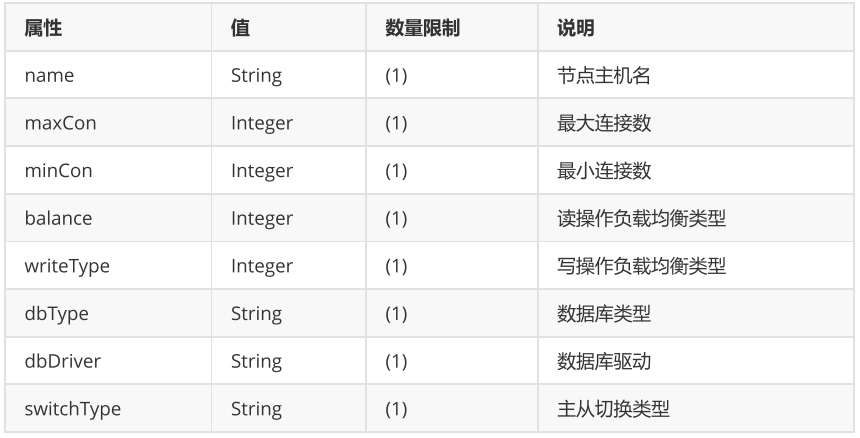 属性 值 数量限制 说明
name String (1) 节点主机名
maxCon Integer (1) 最大连接数
minCon Integer (1) 最小连接数
balance Integer (1) 读操作负载均衡类型
writeType Integer (1) 写操作负载均衡类型
dbType String (1) 数据库类型
dbDriver String (1) 数据库驱动
switchType String (1) 主从切换类型